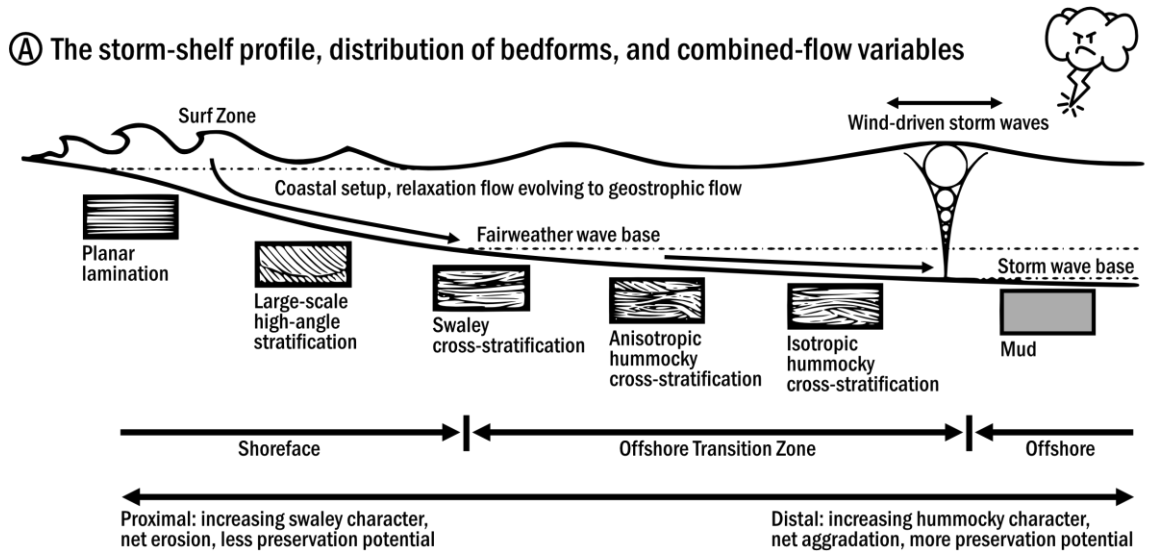 A The storm-shelf profile, distribution of bedforms, and combined-flow variables
Surf Zone
Wind-driven storm waves
Coastal setup, relaxation flow evolving to geostrophic flow
Fairweather wave base
Storm wave base
Planar
lamination
Large-scale
high-angle
stratification
Swaley
cross-stratification
Anisotropic
hummocky
cross-stratification
Isotropic
hummocky
cross-stratification
Mud
Shoreface
Offshore Transition Zone
Offshore
Proximal: increasing swaley character,
net erosion, less preservation potential
Distal: increasing hummocky character,
net aggradation, more preservation potential